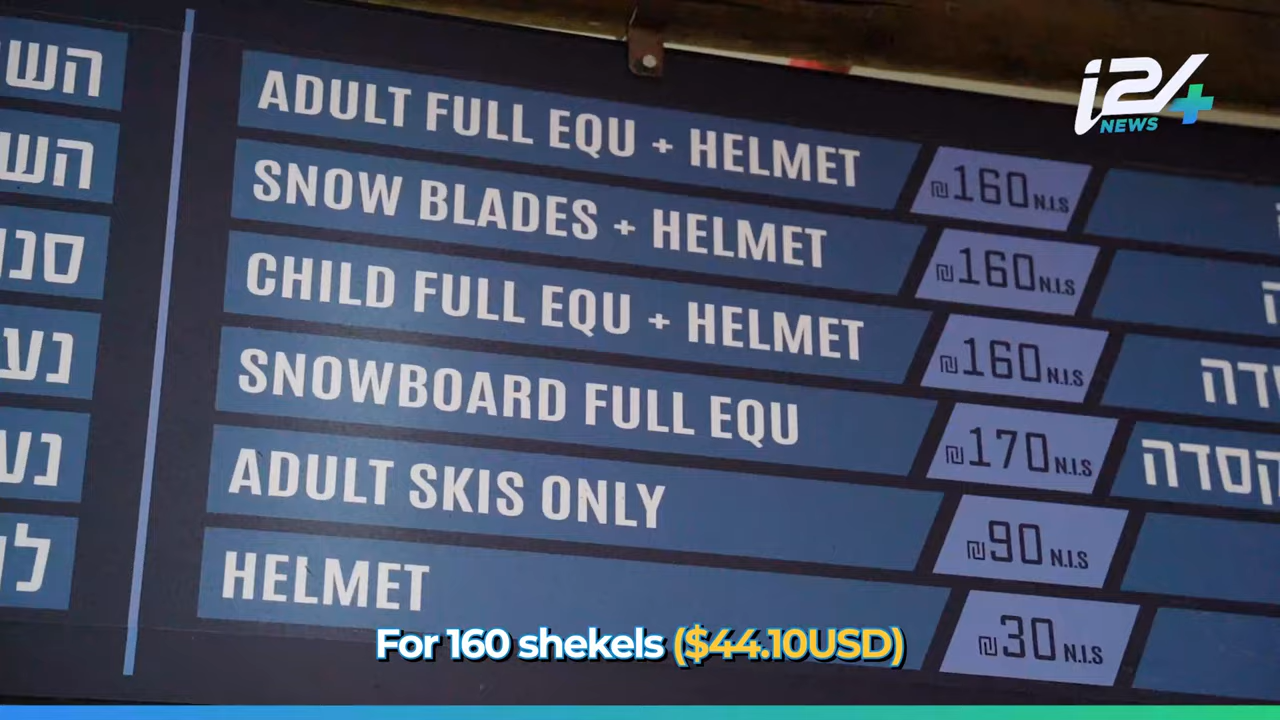 i24
NEWS
ADULT FULL EQU + HELMET ₪160 N.I.S
SNOW BLADES + HELMET ₪160 N.I.S
CHILD FULL EQU + HELMET ₪160 N.I.S
SNOWBOARD FULL EQU ₪170 N.I.S
ADULT SKIS ONLY ₪90 N.I.S
HELMET ₪30 N.I.S
For 160 shekels ($44.10USD)